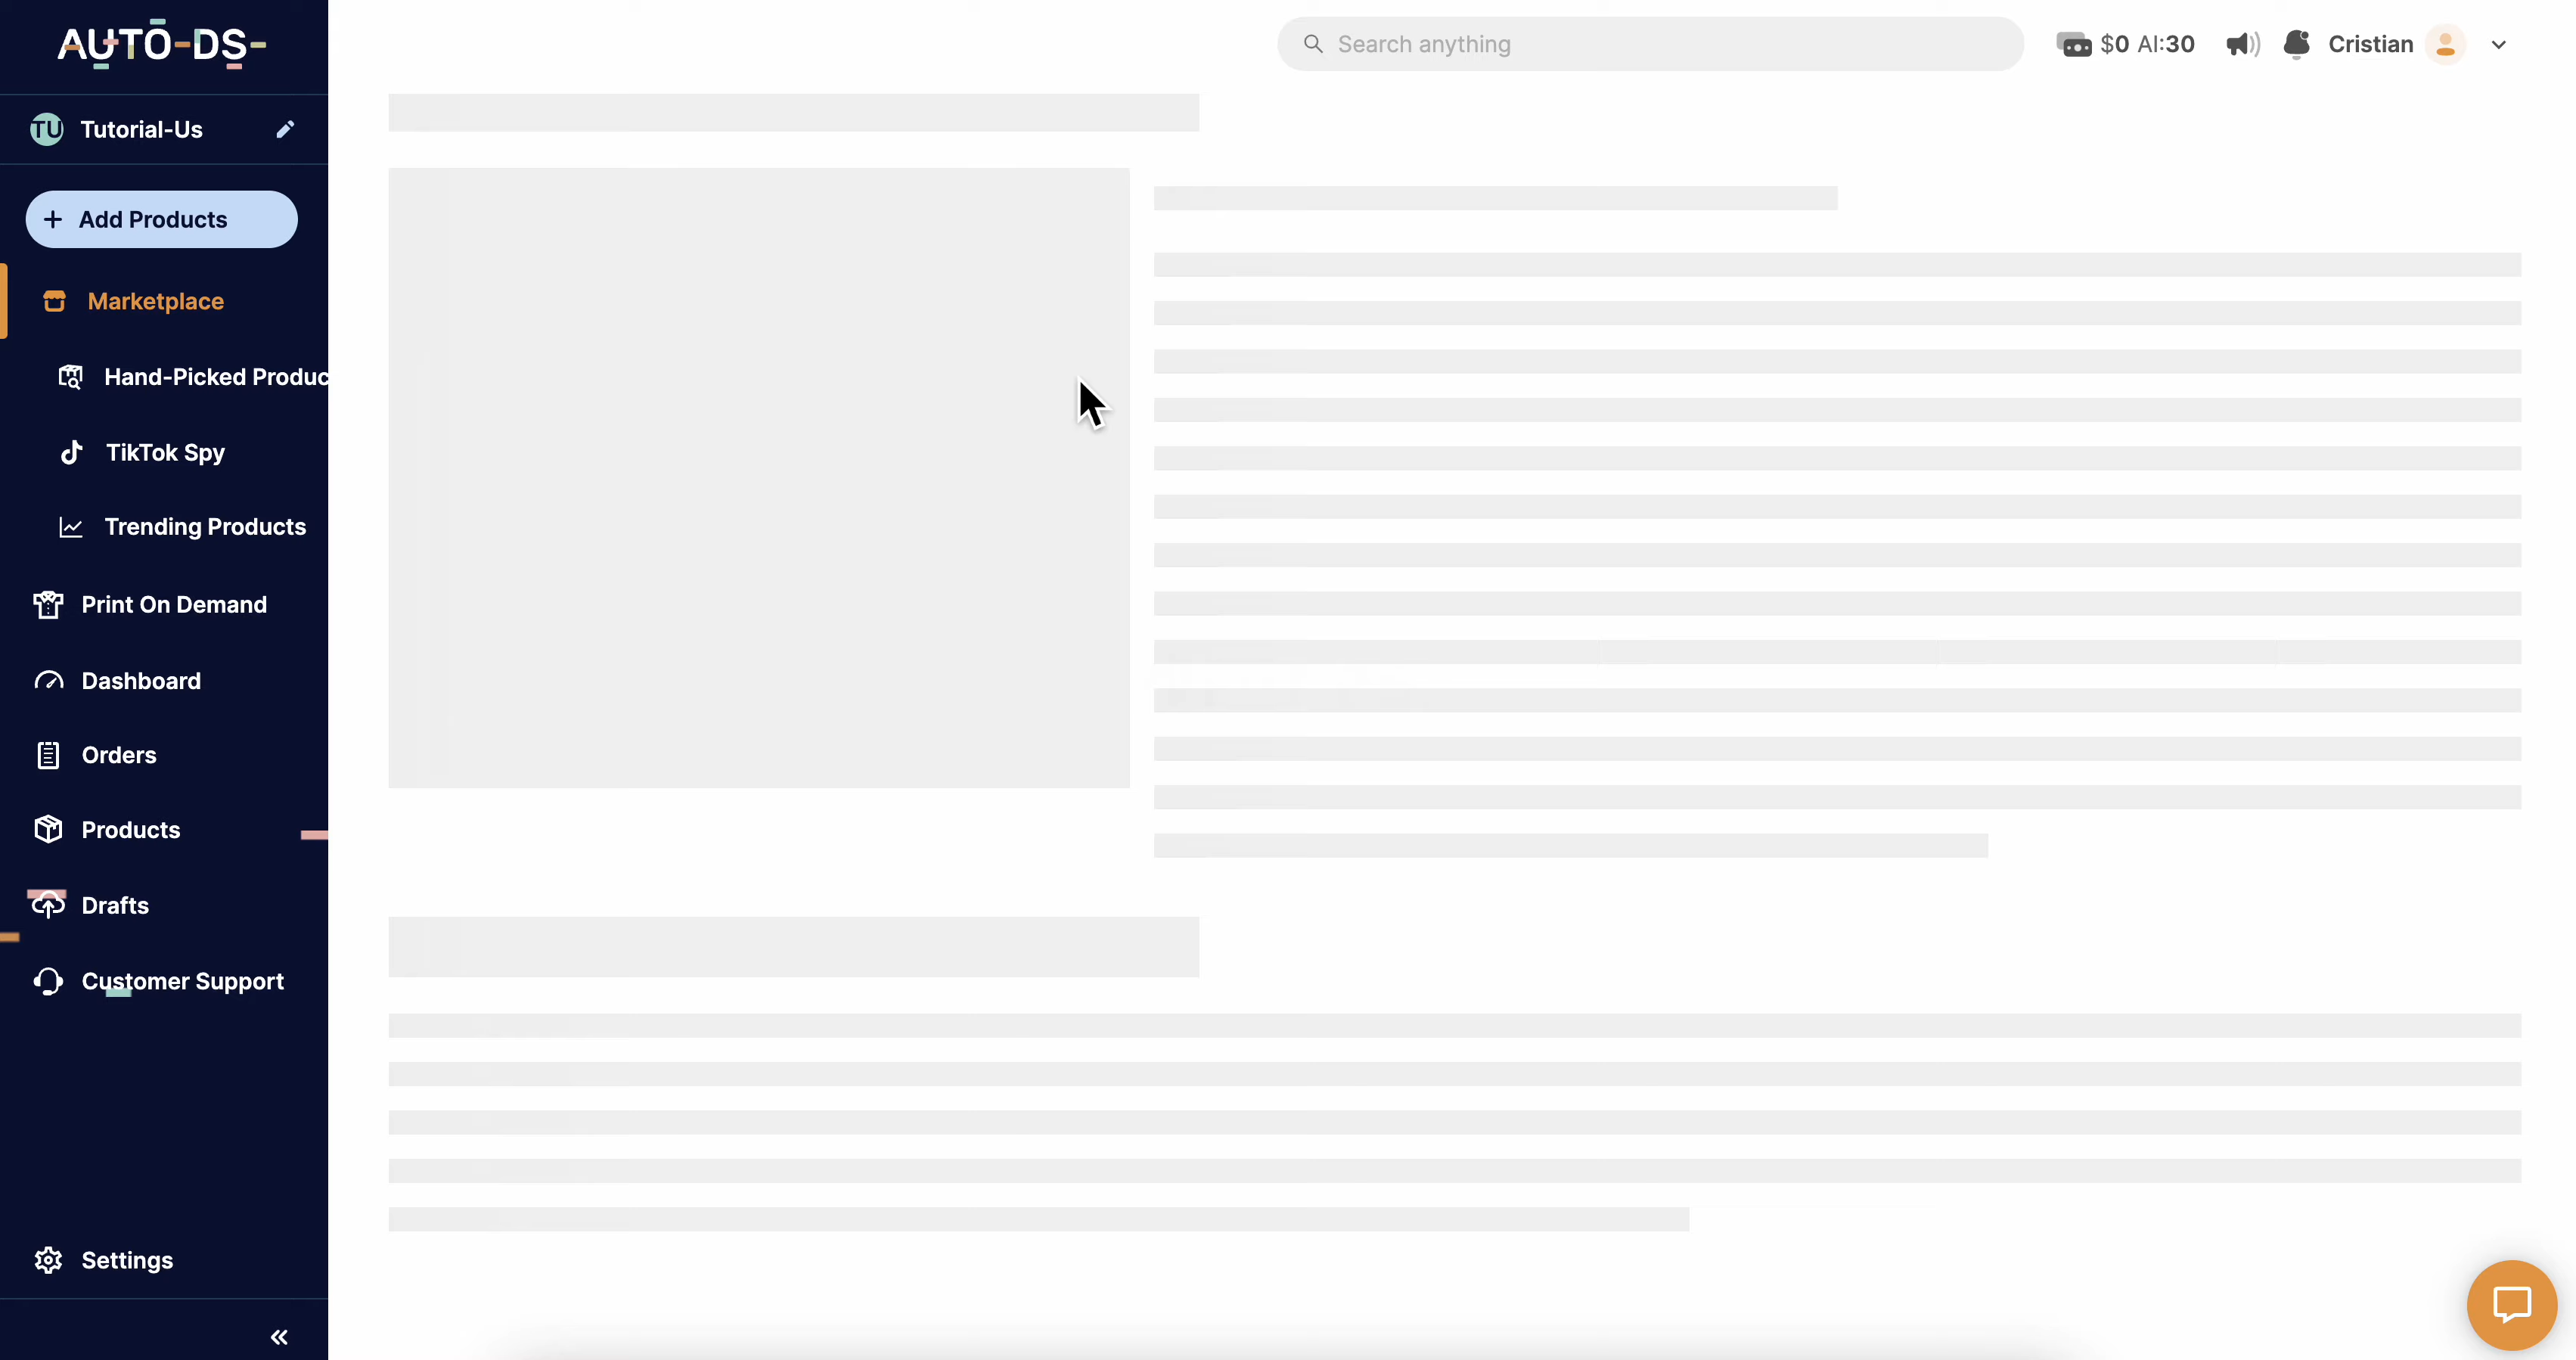 AUTO-DS-
Search anything
$0 AI:30
Cristian
TU Tutorial-Us
+ Add Products
Marketplace
Hand-Picked Produc
TikTok Spy
Trending Products
Print On Demand
Dashboard
Orders
Products
Drafts
Customer Support
Settings